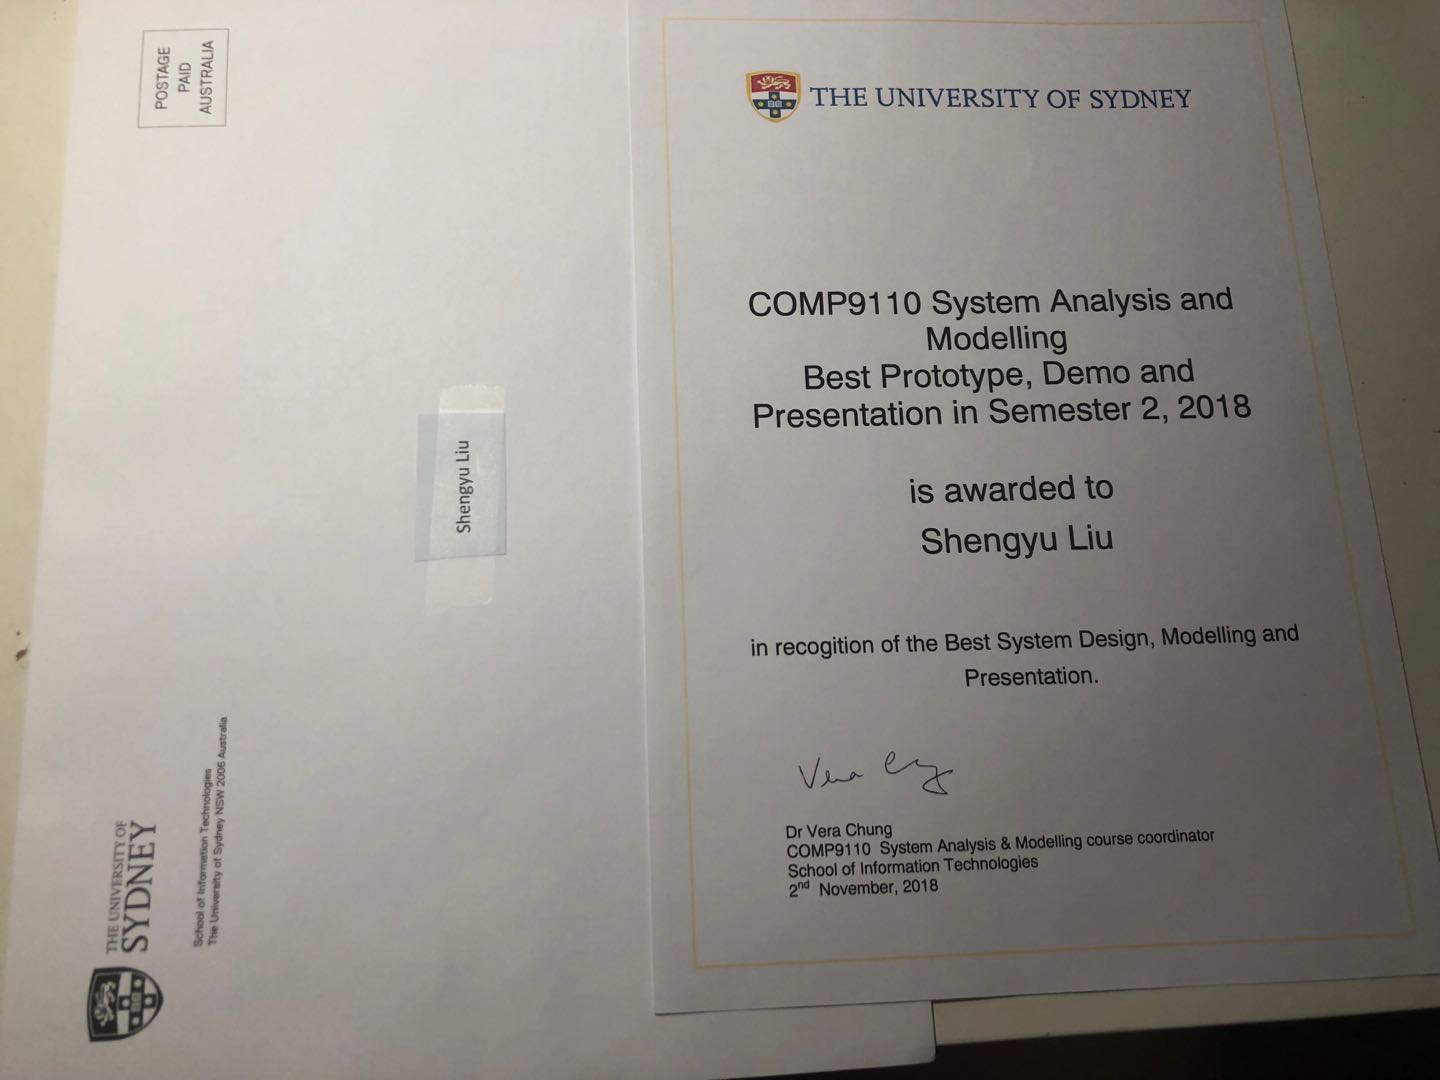 POSTAGE
PAID
AUSTRALIA
Shengyu Liu
THE UNIVERSITY OF
SYDNEY
School of Information Technologies
The University of Sydney NSW 2006 Australia
THE UNIVERSITY OF SYDNEY
COMP9110 System Analysis and
Modelling
Best Prototype, Demo and
Presentation in Semester 2, 2018
is awarded to
Shengyu Liu
in recogition of the Best System Design, Modelling and
Presentation.
Vera Chung
Dr Vera Chung
COMP9110 System Analysis & Modelling course coordinator
School of Information Technologies
2nd November, 2018